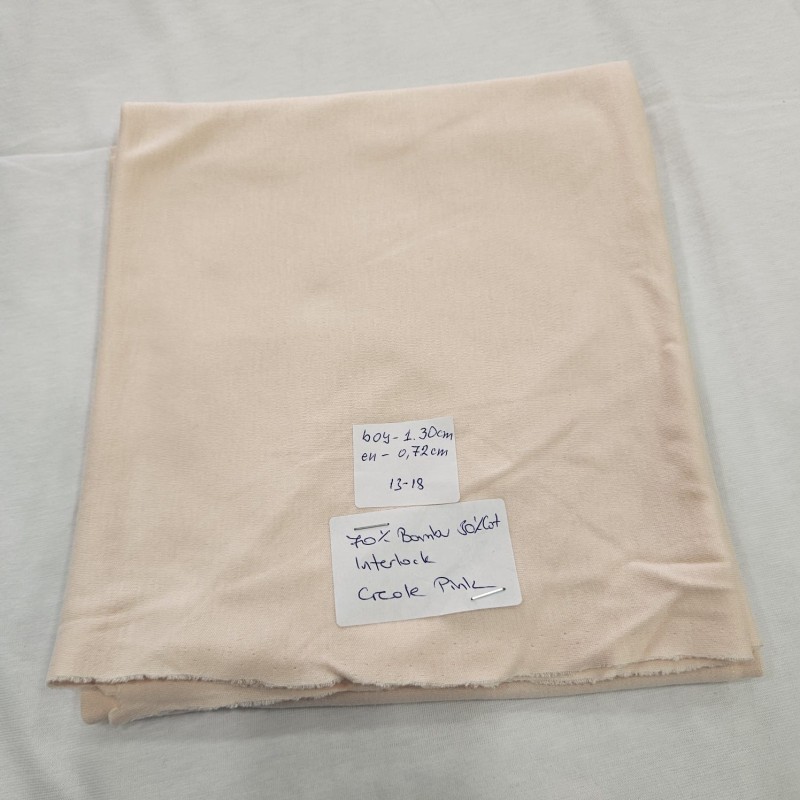 boy - 1.30cm
en - 0,72cm
13-18
70% Bambu 30% Cot
Interlock
Creole Pink